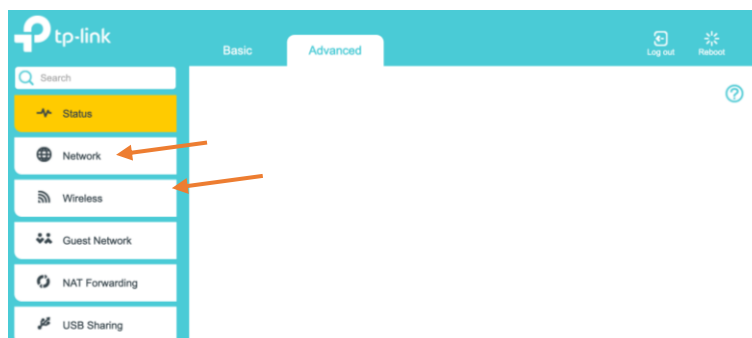 tp-link
Basic
Advanced
Log out
Reboot
Search
Status
Network
Wireless
Guest Network
NAT Forwarding
USB Sharing